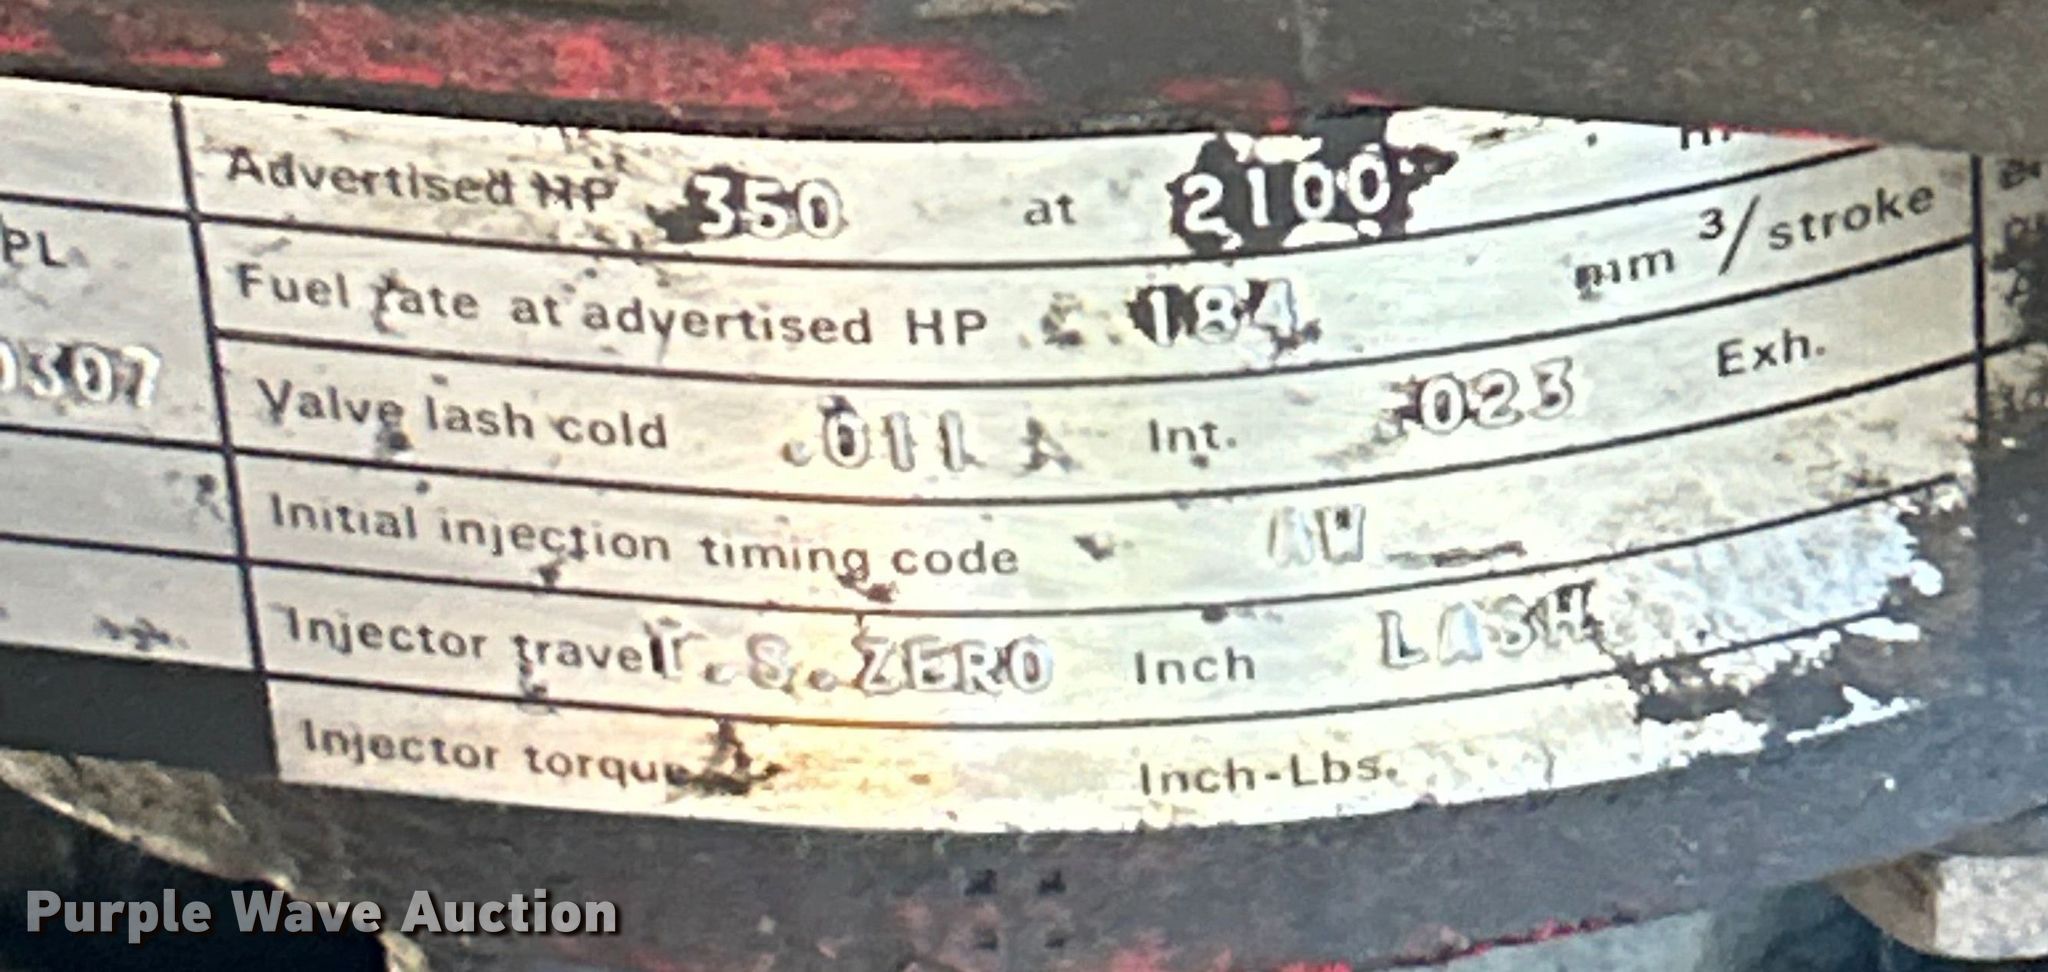 Advertised HP 350 at 2100
Fuel rate at advertised HP 184 mm 3/stroke
PL
0307
Valve lash cold .011 Int. .023 Exh.
Initial injection timing code
Injector travel T.S.ZERO Inch LASH
Injector torque Inch-Lbs.
Purple Wave Auction